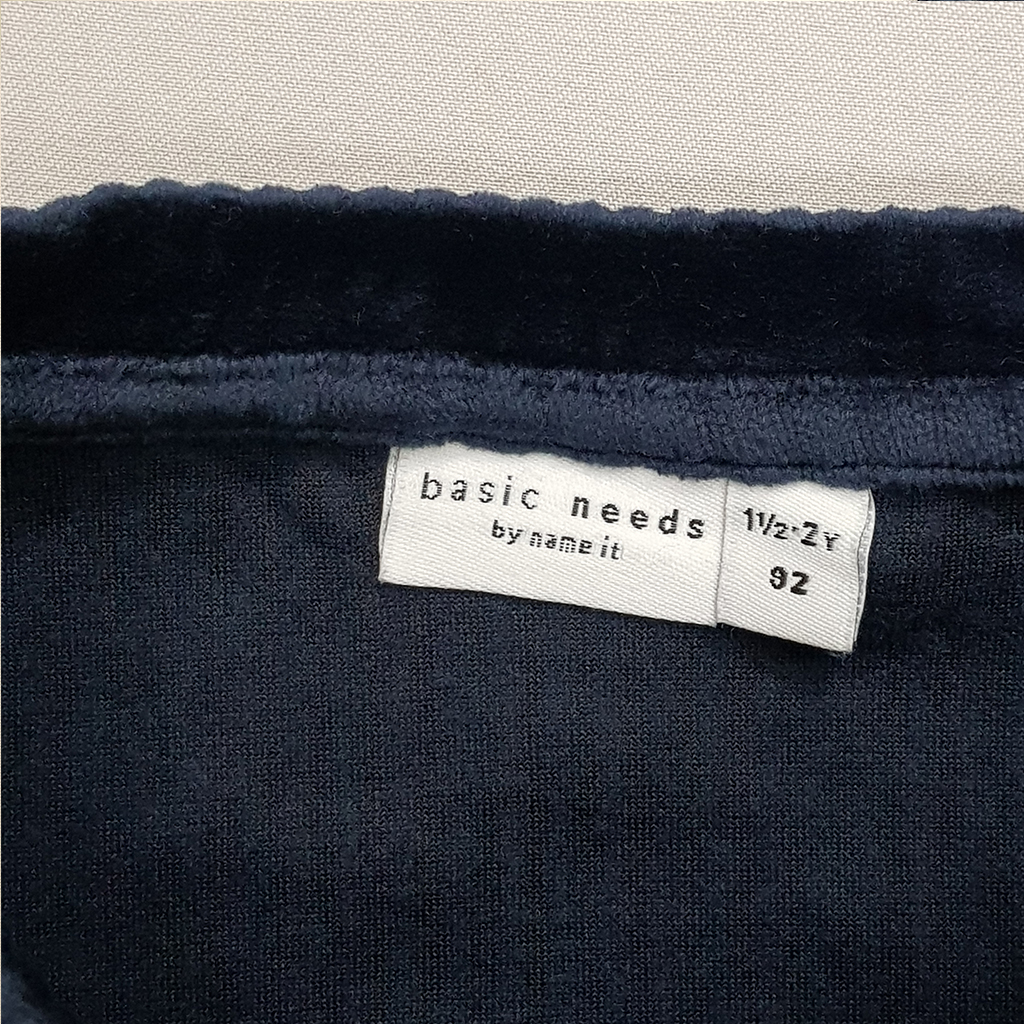 basic needs
by name it
1½-2Y
92